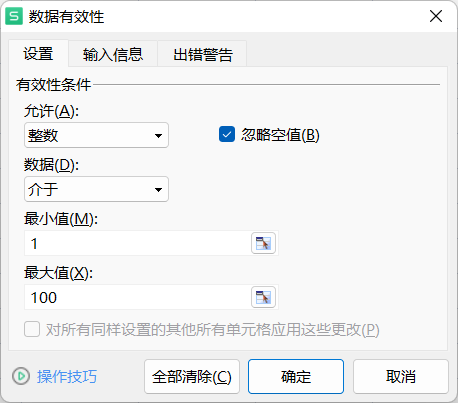 数据有效性
设置 输入信息 出错警告
有效性条件
允许(A):
整数 忽略空值(B)
数据(D):
介于
最小值(M):
1
最大值(X):
100
对所有同样设置的其他所有单元格应用这些更改(P)
操作技巧 全部清除(C) 确定 取消